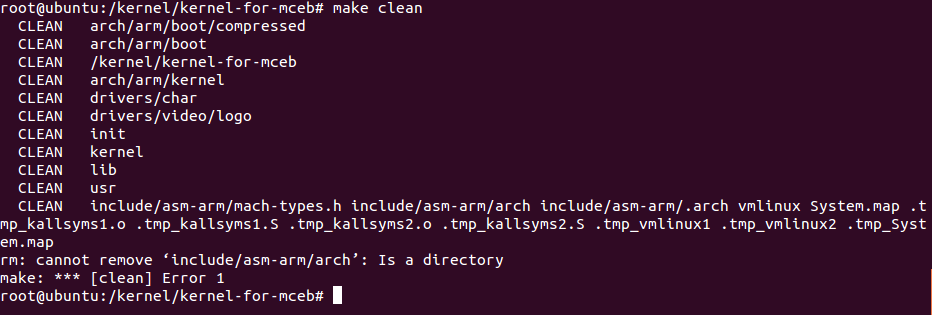 root@ubuntu:/kernel/kernel-for-mceb# make clean
  CLEAN   arch/arm/boot/compressed
  CLEAN   arch/arm/boot
  CLEAN   /kernel/kernel-for-mceb
  CLEAN   arch/arm/kernel
  CLEAN   drivers/char
  CLEAN   drivers/video/logo
  CLEAN   init
  CLEAN   kernel
  CLEAN   lib
  CLEAN   usr
  CLEAN   include/asm-arm/mach-types.h include/asm-arm/arch include/asm-arm/.arch vmlinux System.map .t
mp_kallsyms1.o .tmp_kallsyms1.S .tmp_kallsyms2.o .tmp_kallsyms2.S .tmp_vmlinux1 .tmp_vmlinux2 .tmp_Syst
em.map
rm: cannot remove ‘include/asm-arm/arch’: Is a directory
make: *** [clean] Error 1
root@ubuntu:/kernel/kernel-for-mceb#